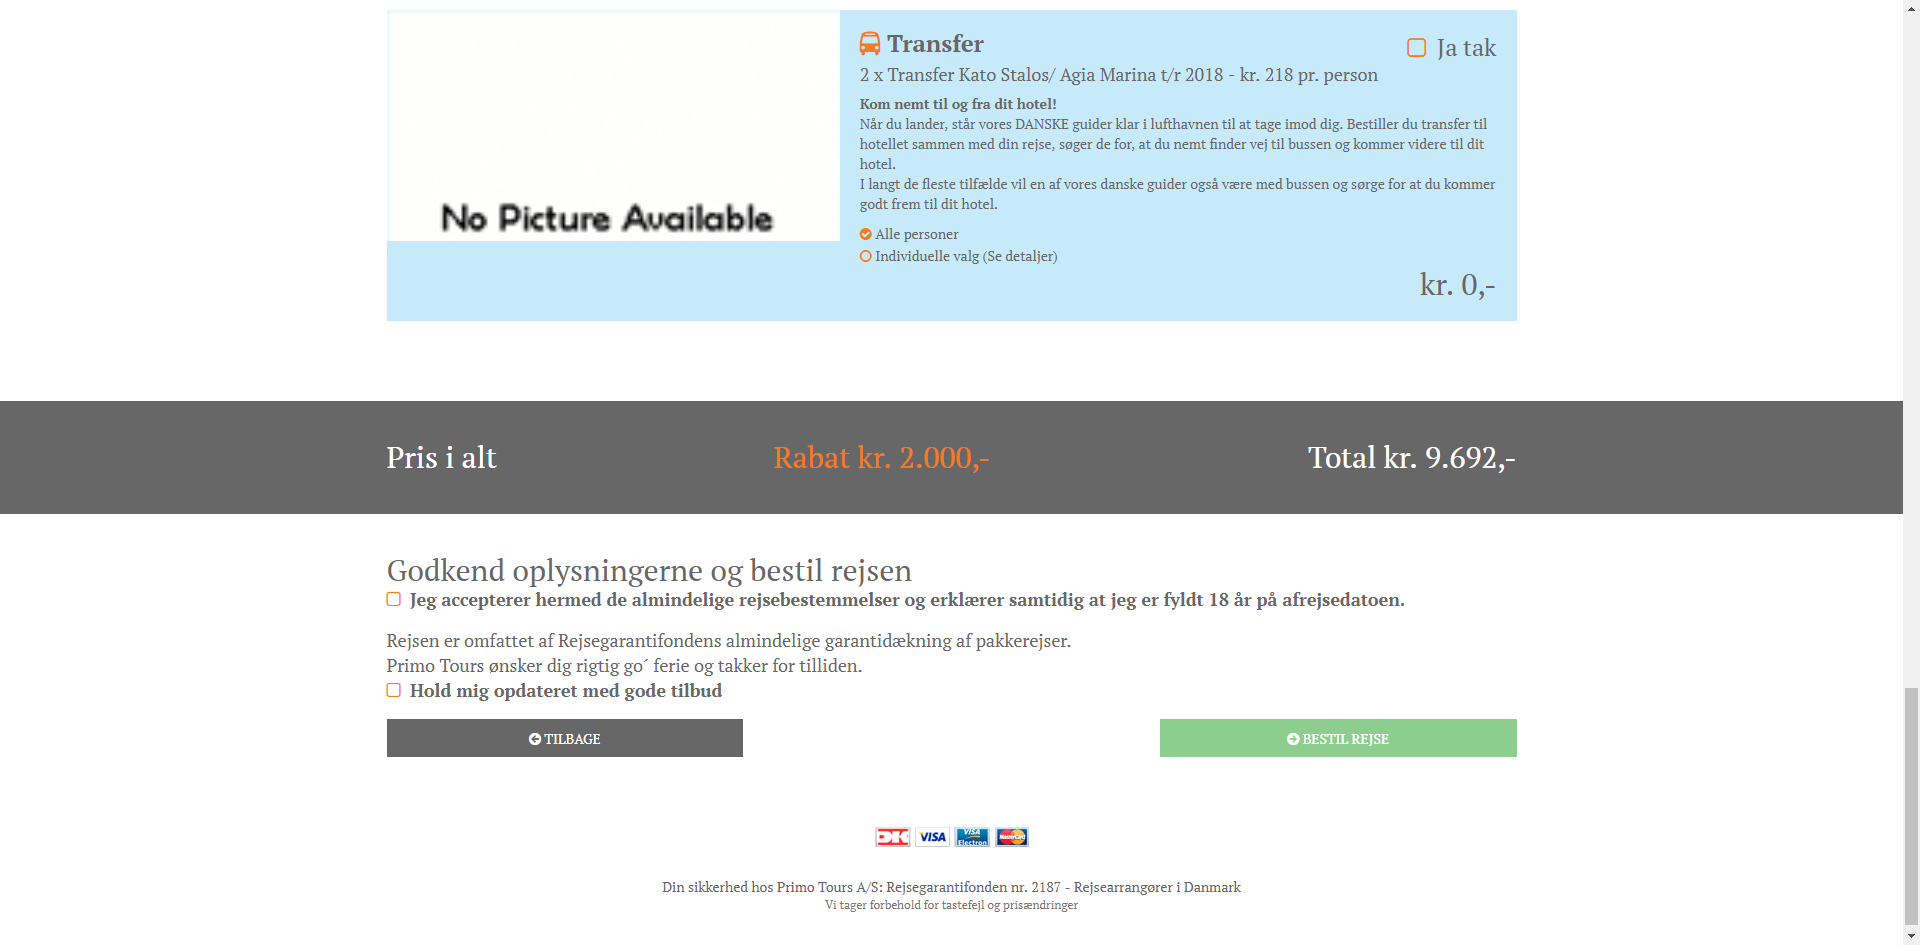 No Picture Available
Transfer
Ja tak
2 x Transfer Kato Stalos/ Agia Marina t/r 2018 - kr. 218 pr. person
Kom nemt til og fra dit hotel!
Når du lander, står vores DANSKE guider klar i lufthavnen til at tage imod dig. Bestiller du transfer til
hotellet sammen med din rejse, søger de for, at du nemt finder vej til bussen og kommer videre til dit
hotel.
I langt de fleste tilfælde vil en af vores danske guider også være med bussen og sørge for at du kommer
godt frem til dit hotel.
Alle personer
Individuelle valg (Se detaljer)
kr. 0,-
Pris i alt
Rabat kr. 2.000,-
Total kr. 9.692,-
Godkend oplysningerne og bestil rejsen
Jeg accepterer hermed de almindelige rejsebestemmelser og erklærer samtidig at jeg er fyldt 18 år på afrejsedatoen.
Rejsen er omfattet af Rejsegarantifondens almindelige garantidækning af pakkerejser.
Primo Tours ønsker dig rigtig go´ ferie og takker for tilliden.
Hold mig opdateret med gode tilbud
TILBAGE
BESTIL REJSE
DK
VISA
VISA
Electron
MasterCard
Din sikkerhed hos Primo Tours A/S: Rejsegarantifonden nr. 2187 - Rejsearrangører i Danmark
Vi tager forbehold for tastefejl og prisændringer